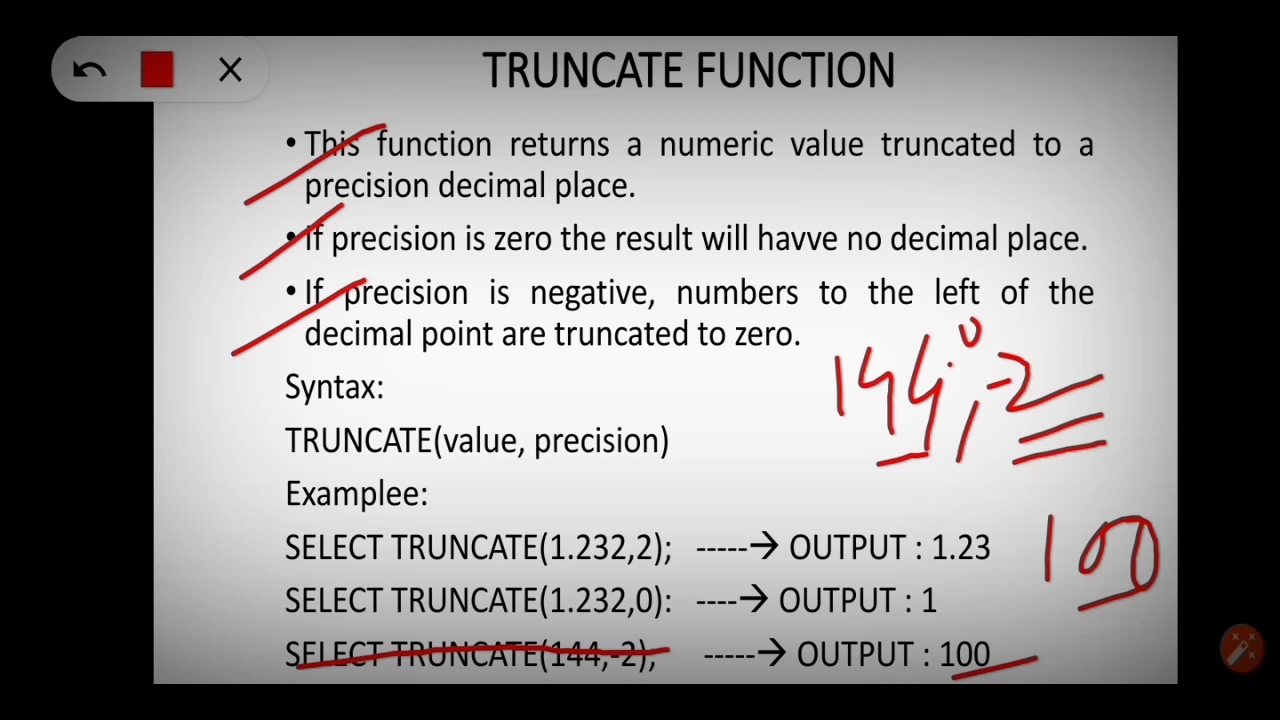 TRUNCATE FUNCTION
• This function returns a numeric value truncated to a
precision decimal place.
• If precision is zero the result will havve no decimal place.
• If precision is negative, numbers to the left of the
decimal point are truncated to zero.
144.0,-2
Syntax:
TRUNCATE(value, precision)
Examplee:
SELECT TRUNCATE(1.232,2); -----→ OUTPUT : 1.23
100
SELECT TRUNCATE(1.232,0): ----→ OUTPUT : 1
SELECT TRUNCATE(144,-2); -----→ OUTPUT : 100